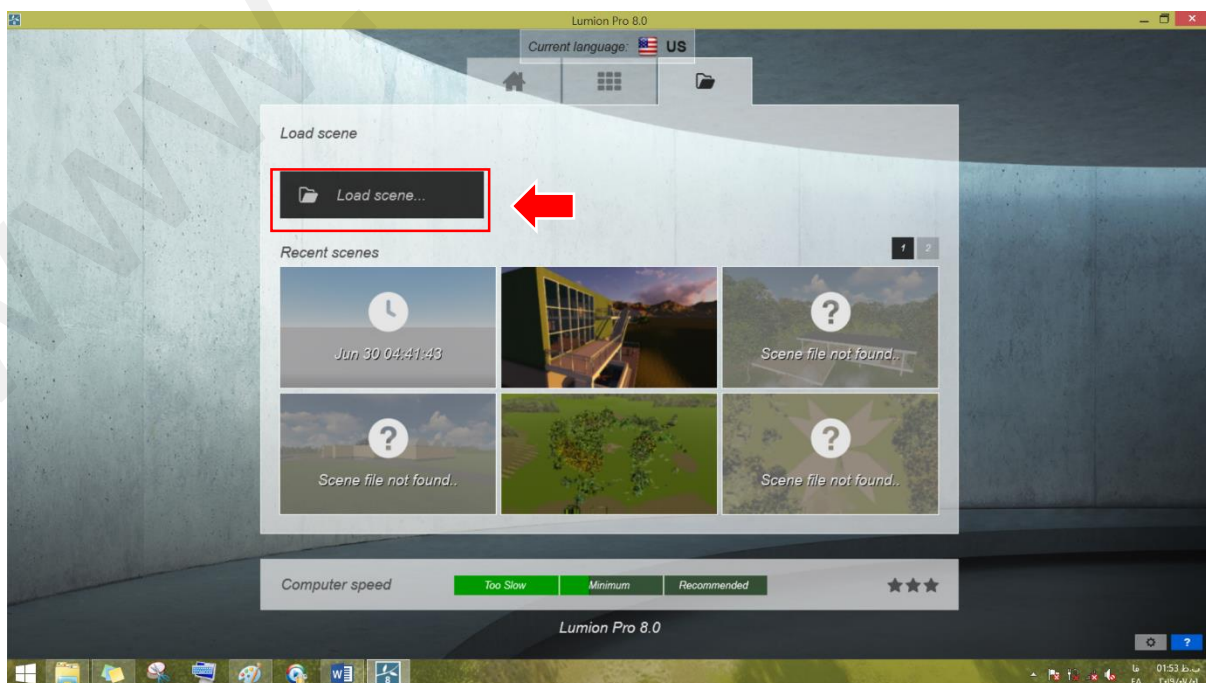 Lumion Pro 8.0
Current language: US
Load scene
Load scene...
Recent scenes
1 2
Jun 30 04:41:43
Scene file not found..
Scene file not found..
Scene file not found..
Computer speed
Too Slow Minimum Recommended
Lumion Pro 8.0
?
فا 01:53 ب.ظ